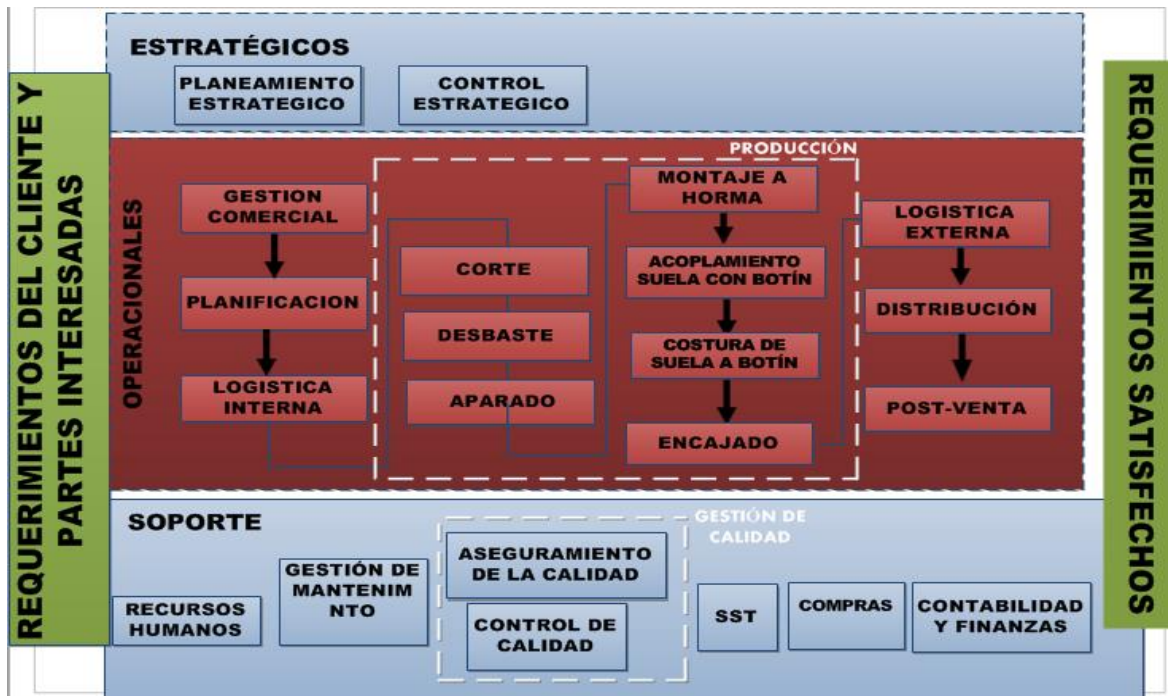 REQUERIMIENTOS DEL CLIENTE Y
PARTES INTERESADAS
ESTRATÉGICOS
PLANEAMIENTO
ESTRATEGICO
CONTROL
ESTRATEGICO
OPERACIONALES
GESTION
COMERCIAL
PLANIFICACION
LOGISTICA
INTERNA
PRODUCCIÓN
CORTE
DESBASTE
APARADO
MONTAJE A
HORMA
ACOPLAMIENTO
SUELA CON BOTÍN
COSTURA DE
SUELA A BOTÍN
ENCAJADO
LOGISTICA
EXTERNA
DISTRIBUCIÓN
POST-VENTA
SOPORTE
RECURSOS
HUMANOS
GESTIÓN DE
MANTENIM
NTO
GESTIÓN DE
CALIDAD
ASEGURAMIENTO
DE LA CALIDAD
CONTROL DE
CALIDAD
SST
COMPRAS
CONTABILIDAD
Y FINANZAS
REQUERIMIENTOS SATISFECHOS